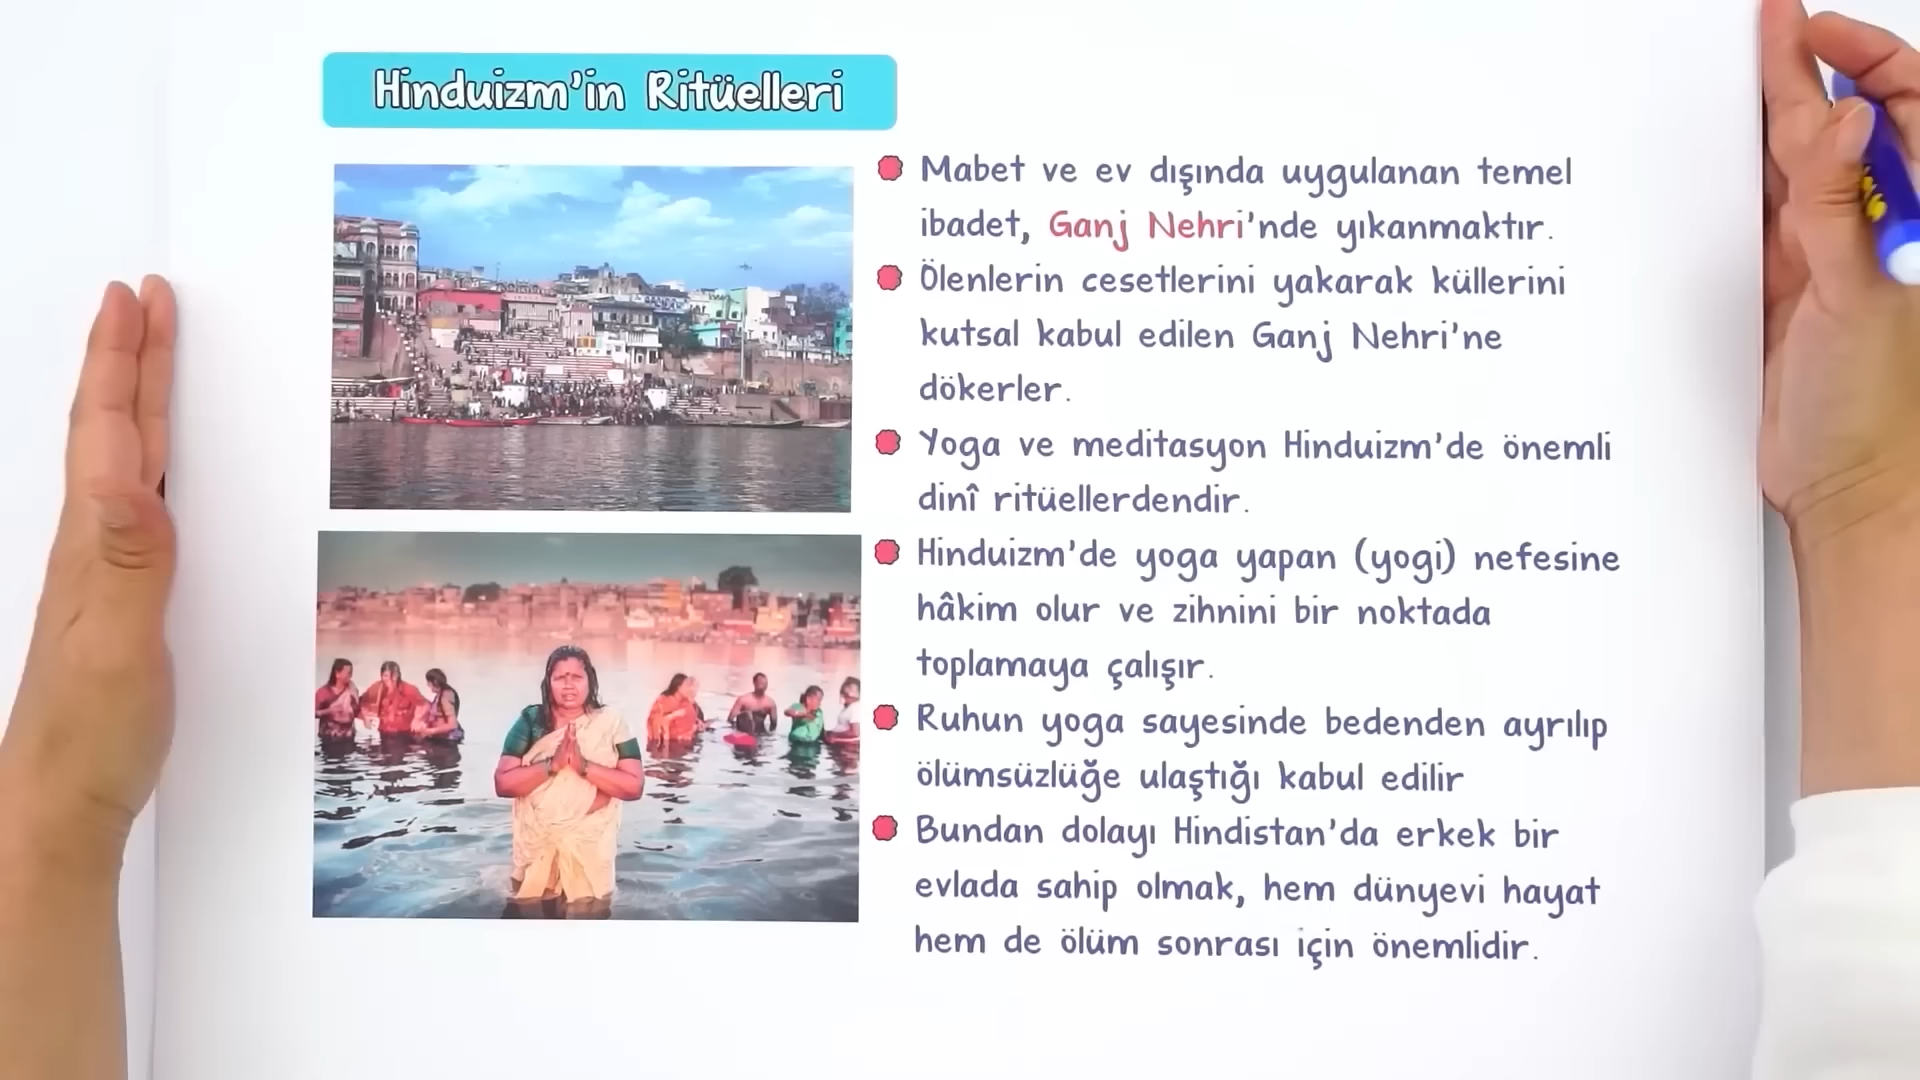 Hinduizm'in Ritüelleri
Mabet ve ev dışında uygulanan temel
ibadet, Ganj Nehri'nde yıkanmaktır.
Ölenlerin cesetlerini yakarak küllerini
kutsal kabul edilen Ganj Nehri'ne
dökerler.
Yoga ve meditasyon Hinduizm'de önemli
dinî ritüellerdendir.
Hinduizm'de yoga yapan (yogi) nefesine
hâkim olur ve zihnini bir noktada
toplamaya çalışır.
Ruhun yoga sayesinde bedenden ayrılıp
ölümsüzlüğe ulaştığı kabul edilir
Bundan dolayı Hindistan'da erkek bir
evlada sahip olmak, hem dünyevi hayat
hem de ölüm sonrası için önemlidir.